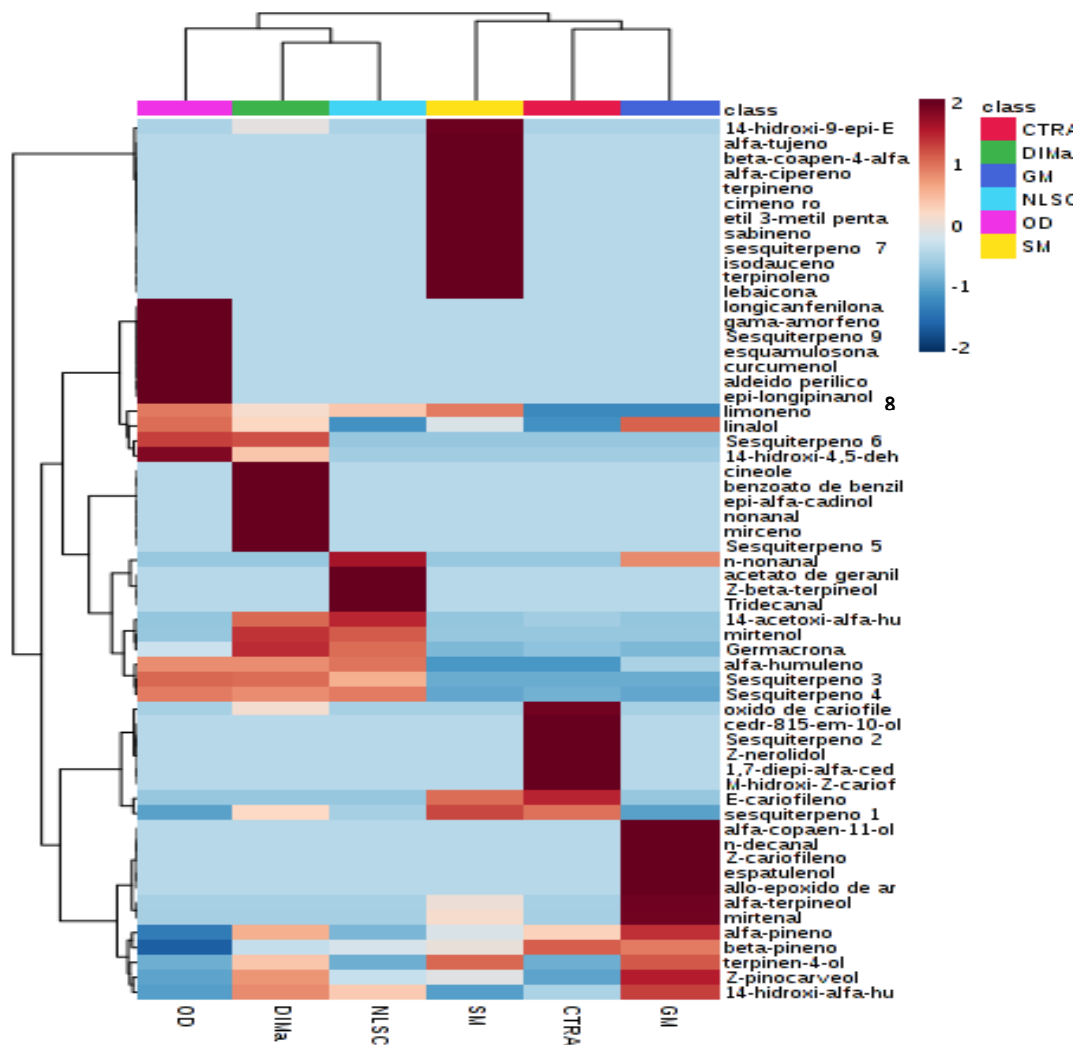 class
14-hidroxi-9-epi-E
alfa-tujeno
beta-coapen-4-alfa
alfa-cipereno
terpineno
cimeno ro
etil 3-metil penta
sabineno
sesquiterpeno 7
isodauceno
terpinoleno
lebaicona
longicanfenilona
gama-amorfeno
Sesquiterpeno 9
esquamulosona
curcumenol
aldeido perilico
epi-longipinanol
8
limoneno
linalol
Sesquiterpeno 6
14-hidroxi-4,5-deh
cineole
benzoato de benzil
epi-alfa-cadinol
nonanal
mirceno
Sesquiterpeno 5
n-nonanal
acetato de geranil
Z-beta-terpineol
Tridecanal
14-acetoxi-alfa-hu
mirtenol
Germacrona
alfa-humuleno
Sesquiterpeno 3
Sesquiterpeno 4
oxido de cariofile
cedr-815-em-10-ol
Sesquiterpeno 2
Z-nerolidol
1,7-diepi-alfa-ced
M-hidroxi-Z-cariof
E-cariofileno
sesquiterpeno 1
alfa-copaen-11-ol
n-decanal
Z-cariofileno
espatulenol
allo-epoxido de ar
alfa-terpineol
mirtenal
alfa-pineno
beta-pineno
terpinen-4-ol
Z-pinocarveol
14-hidroxi-alfa-hu
OD
DIMa
NLSC
SM
CTRA
GM
2
1
0
-1
-2
class
CTRA
DIMa
GM
NLSC
OD
SM